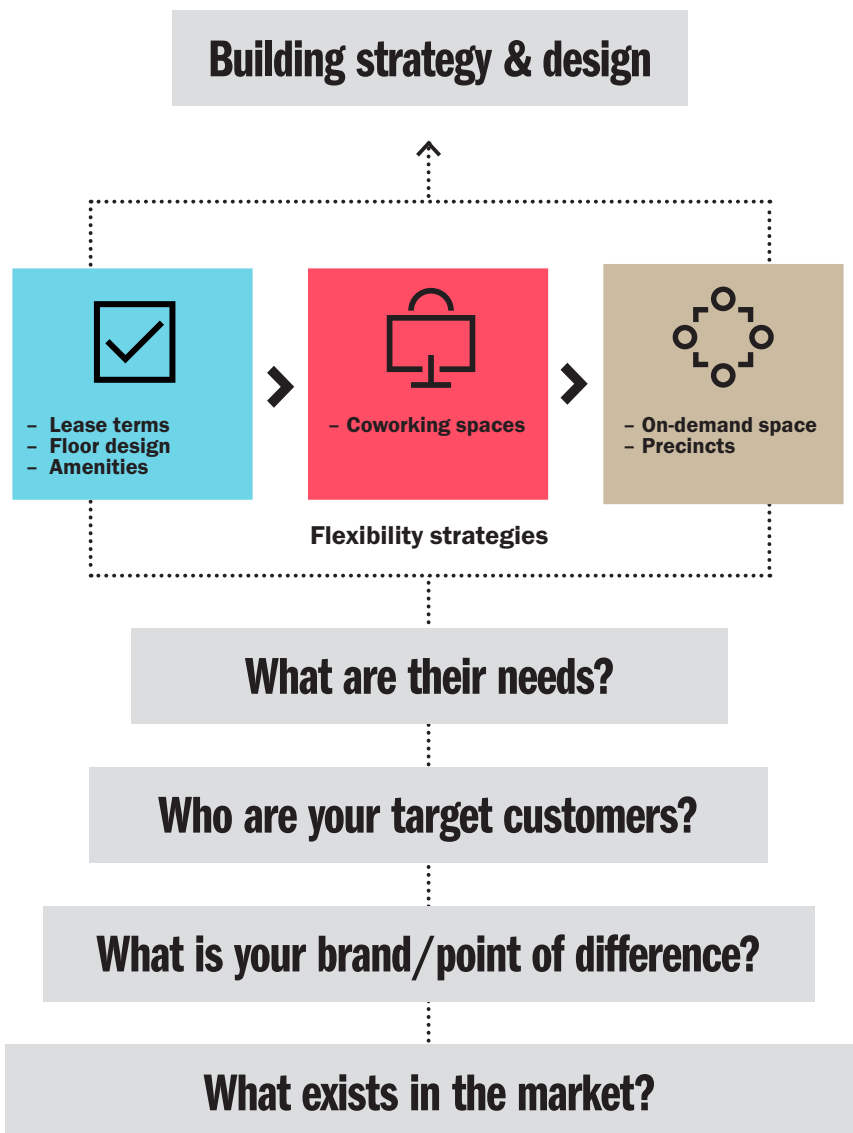 Building strategy & design
– Lease terms
– Floor design
– Amenities
– Coworking spaces
– On-demand space
– Precincts
Flexibility strategies
What are their needs?
Who are your target customers?
What is your brand/point of difference?
What exists in the market?